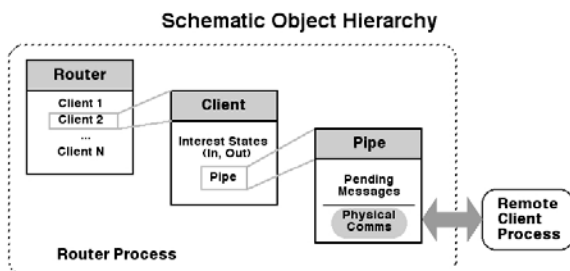 Schematic Object Hierarchy
Router
Client 1
Client 2
...
Client N
Client
Interest States
(In, Out)
Pipe
Pipe
Pending
Messages
Physical
Comms
Remote
Client
Process
Router Process